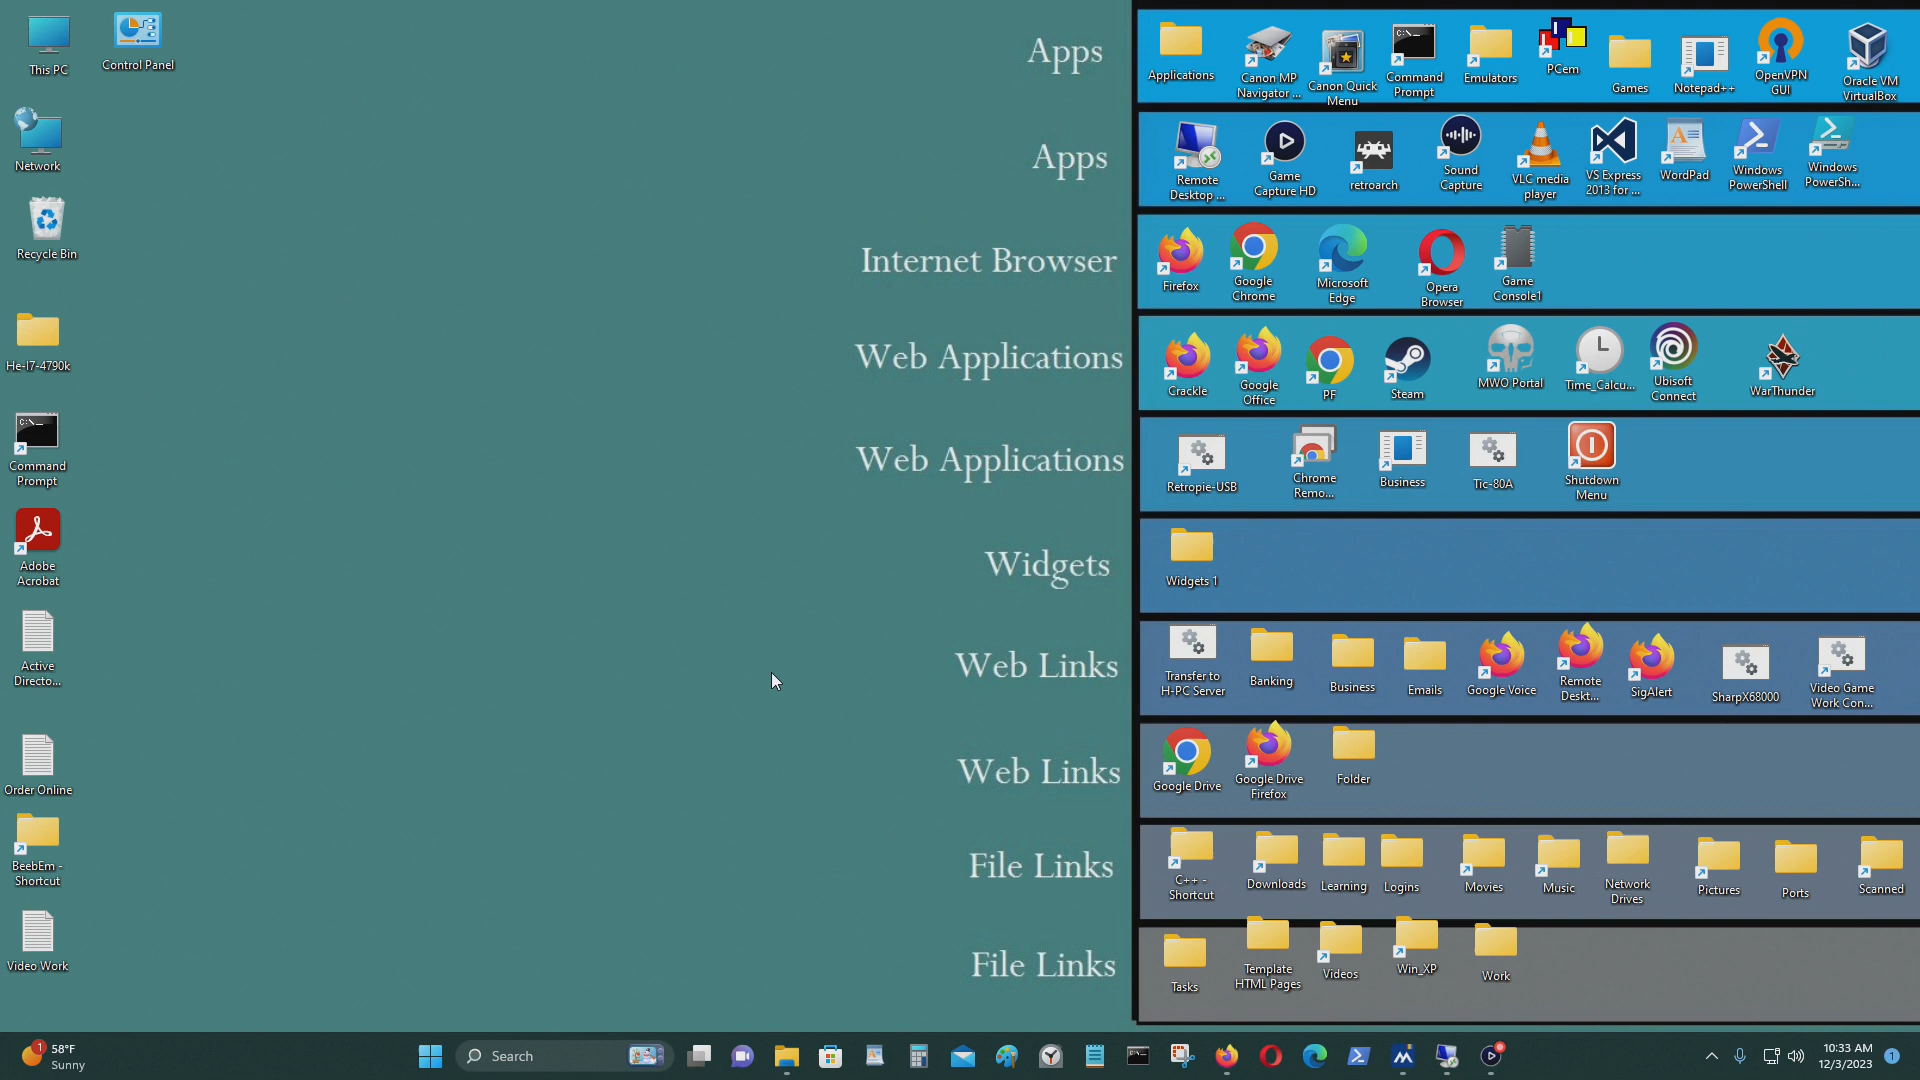 This PC
Control Panel
Network
Recycle Bin
He-I7-4790k
Command
Prompt
Adobe
Acrobat
Active
Directo...
Order Online
BeebEm -
Shortcut
Video Work
Apps
Applications
Canon MP
Navigator ...
Canon Quick
Menu
Command
Prompt
Emulators
PCem
Games
Notepad++
OpenVPN
GUI
Oracle VM
VirtualBox
Apps
Remote
Desktop ...
Game
Capture HD
retroarch
Sound
Capture
VLC media
player
VS Express
2013 for ...
WordPad
Windows
PowerShell
Windows
PowerSh...
Internet Browser
Firefox
Google
Chrome
Microsoft
Edge
Opera
Browser
Game
Console1
Web Applications
Crackle
Google
Office
PF
Steam
MWO Portal
Time_Calcu...
Ubisoft
Connect
WarThunder
Web Applications
Retropie-USB
Chrome
Remo...
Business
Tic-80A
Shutdown
Menu
Widgets
Widgets 1
Web Links
Transfer to
H-PC Server
Banking
Business
Emails
Google Voice
Remote
Deskt...
SigAlert
SharpX68000
Video Game
Work Con...
Web Links
Google Drive
Google Drive
Firefox
Folder
File Links
C++ -
Shortcut
Downloads
Learning
Logins
Movies
Music
Network
Drives
Pictures
Ports
Scanned
File Links
Tasks
Template
HTML Pages
Videos
Win_XP
Work
1
58°F
Sunny
Search
10:33 AM
12/3/2023
1